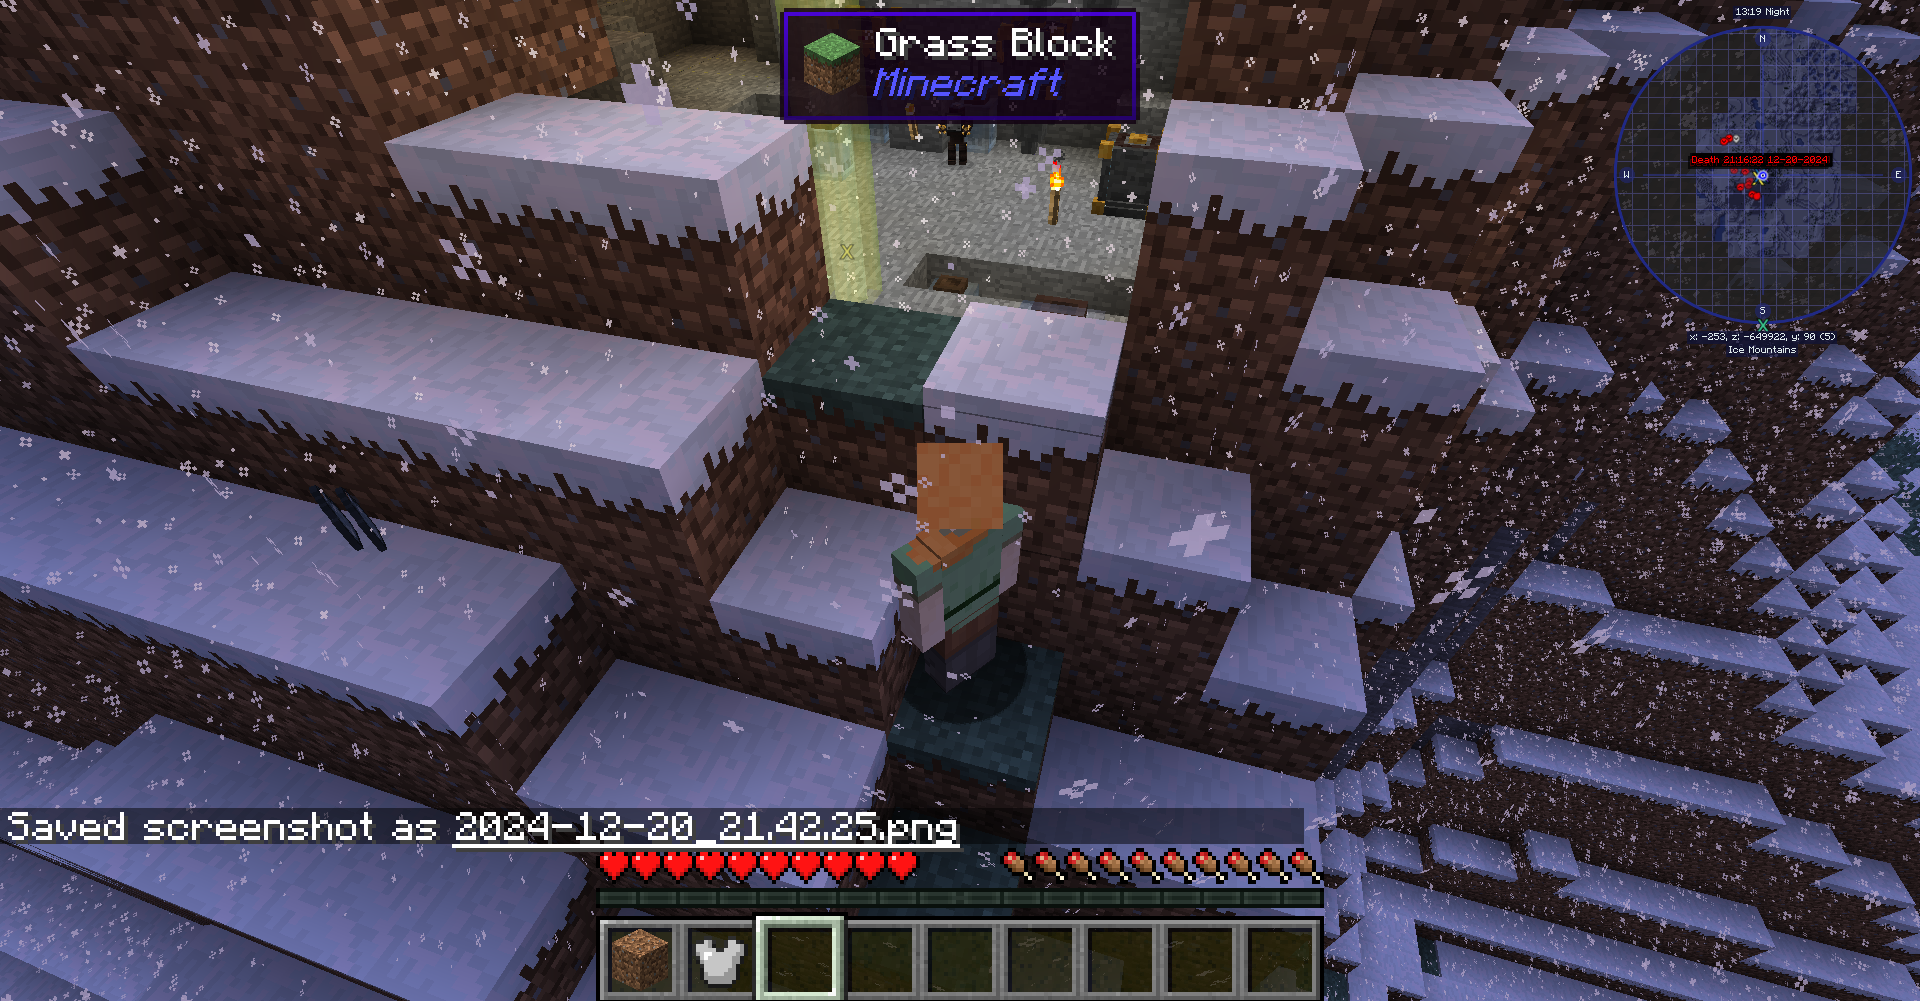 Grass Block
Minecraft
13:19 Night
N
Death 21:16:22 12-20-2024
W
E
S
X
x: -253, z: -649922, y: 90 (5)
Ice Mountains
X
Saved screenshot as 2024-12-20_21.42.25.png